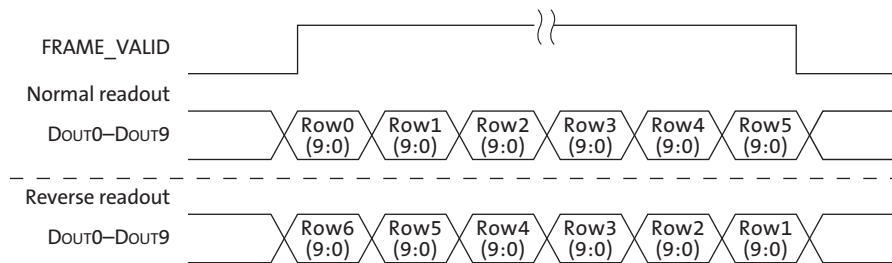 FRAME_VALID
Normal readout
Row0 Row1 Row2 Row3 Row4 Row5
DOUT0–DOUT9
(9:0) (9:0) (9:0) (9:0) (9:0) (9:0)
Reverse readout
Row6 Row5 Row4 Row3 Row2 Row1
DOUT0–DOUT9
(9:0) (9:0) (9:0) (9:0) (9:0) (9:0)